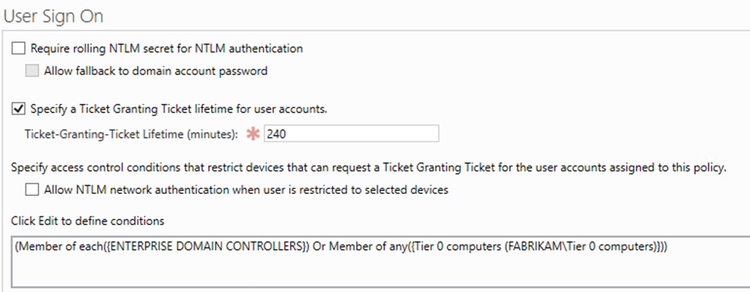 User Sign On
Require rolling NTLM secret for NTLM authentication
Allow fallback to domain account password
Specify a Ticket Granting Ticket lifetime for user accounts.
Ticket-Granting-Ticket Lifetime (minutes): * 240
Specify access control conditions that restrict devices that can request a Ticket Granting Ticket for the user accounts assigned to this policy.
Allow NTLM network authentication when user is restricted to selected devices
Click Edit to define conditions
(Member of each({ENTERPRISE DOMAIN CONTROLLERS}) Or Member of any({Tier 0 computers (FABRIKAM\Tier 0 computers)}))